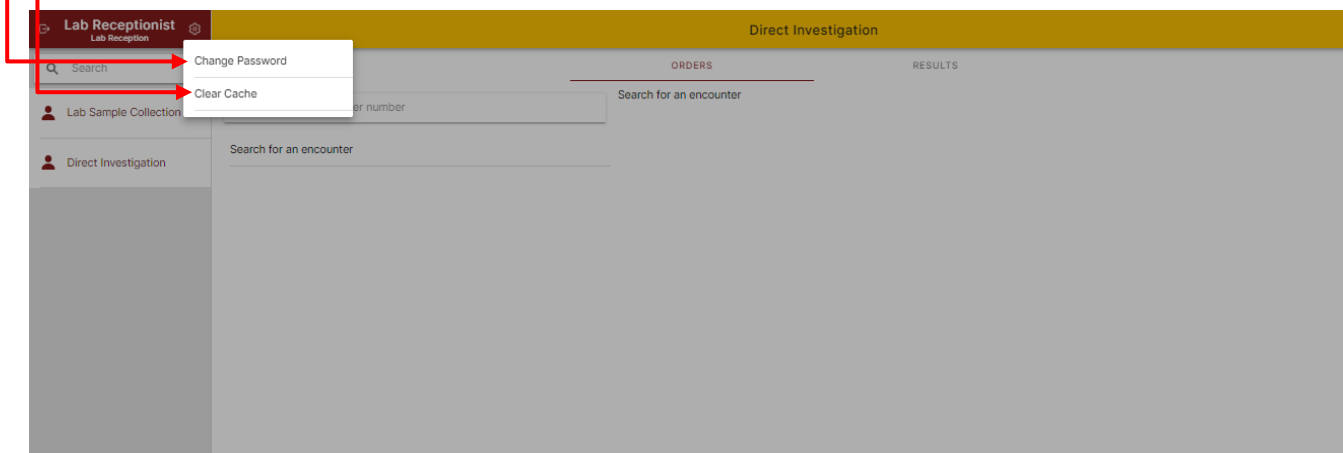 Lab Receptionist
Lab Reception
Direct Investigation
Search
Change Password
Clear Cache
ORDERS
RESULTS
er number
Search for an encounter
Lab Sample Collection
Search for an encounter
Direct Investigation